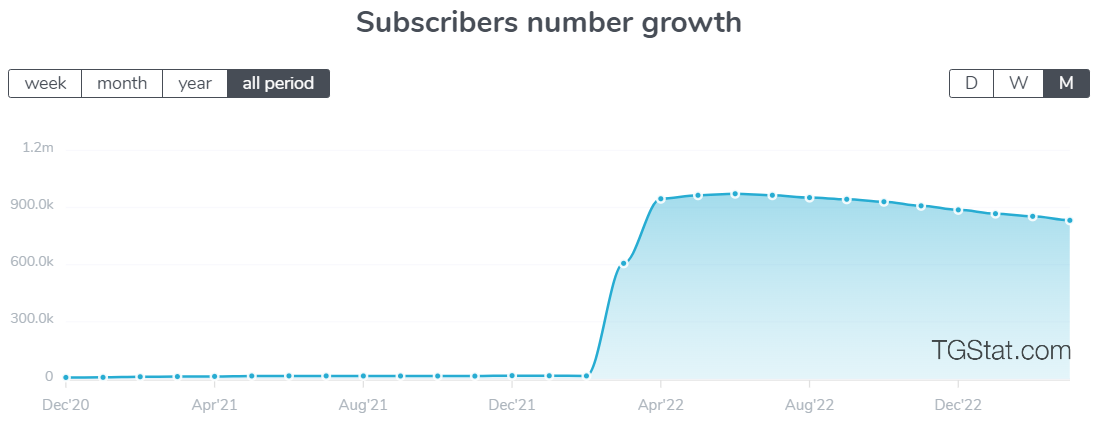 Subscribers number growth
week month year all period D W M
1.2m
900.0k
600.0k
300.0k
TGStat.com
0
Dec'20 Apr'21 Aug'21 Dec'21 Apr'22 Aug'22 Dec'22